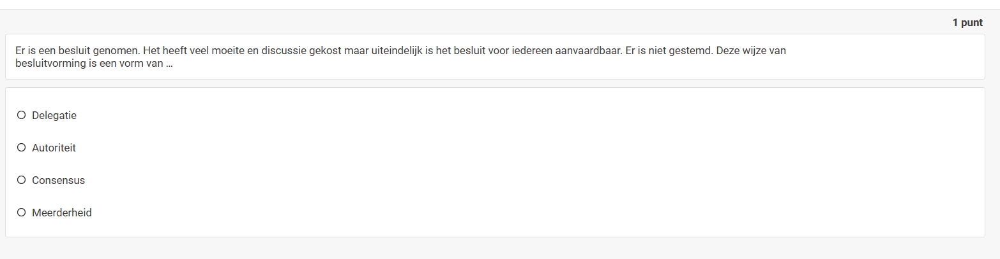 1 punt
Er is een besluit genomen. Het heeft veel moeite en discussie gekost maar uiteindelijk is het besluit voor iedereen aanvaardbaar. Er is niet gestemd. Deze wijze van
besluitvorming is een vorm van ...
Delegatie
Autoriteit
Consensus
Meerderheid